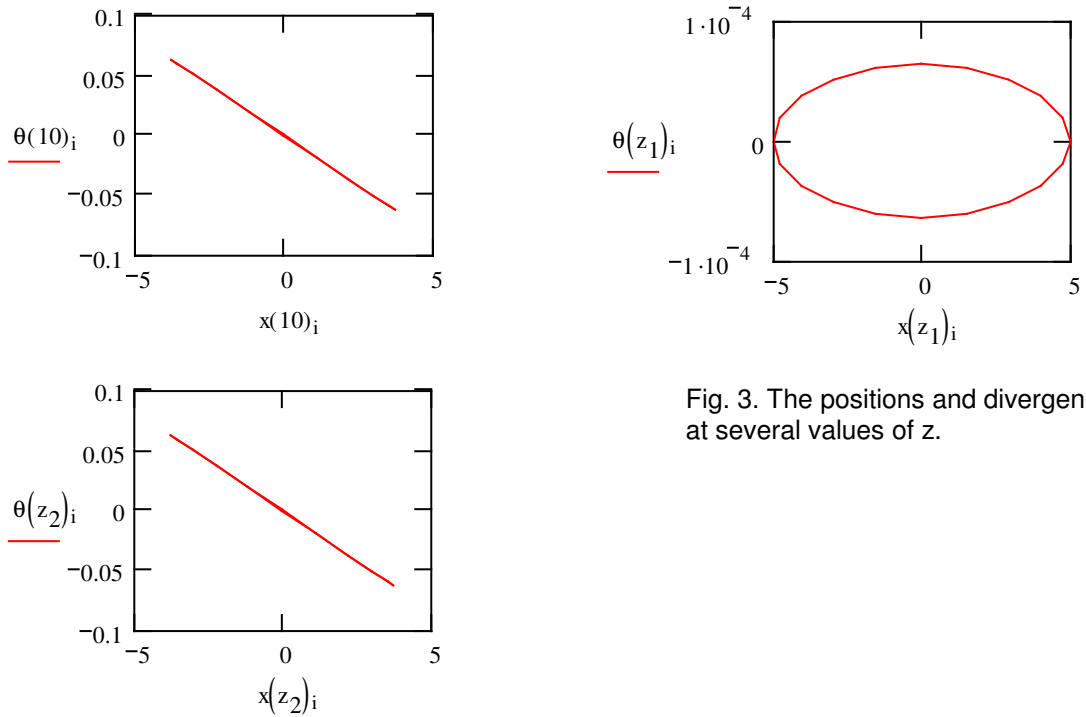 0.1
0.05
θ(10)i
0
−0.05
−0.1
−5
0
5
x(10)i
1·10−4
θ(z1)i
0
−1·10−4
−5
0
5
x(z1)i
0.1
0.05
θ(z2)i
0
−0.05
−0.1
−5
0
5
x(z2)i
Fig. 3. The positions and divergen
at several values of z.